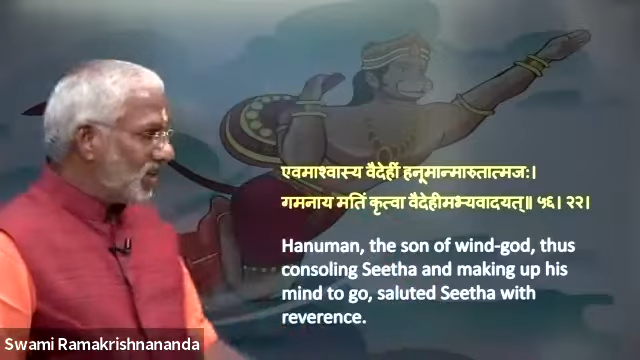 एवमाश्वास्य वैदेहीं हनूमान्मारुतात्मजः।
गमनाय मतिं कृत्वा वैदेहीमभ्यवादयत्॥ ५६। २२।
Hanuman, the son of wind-god, thus
consoling Seetha and making up his
mind to go, saluted Seetha with
reverence.
Swami Ramakrishnananda